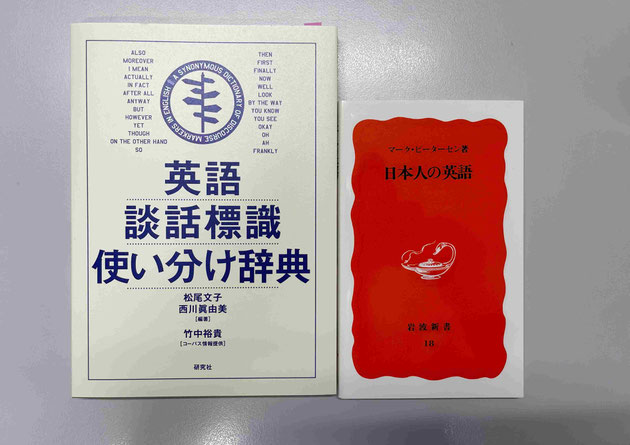 ALSO
MOREOVER
I MEAN
ACTUALLY
IN FACT
AFTER ALL
ANYWAY
BUT
HOWEVER
YET
THOUGH
ON THE OTHER HAND
SO
A SYNONYMOUS DICTIONARY OF DISCOURSE MARKERS IN ENGLISH
THEN
FIRST
FINALLY
NOW
WELL
LOOK
BY THE WAY
YOU KNOW
YOU SEE
OKAY
OH
AH
FRANKLY
英語
談話標識
使い分け辞典
松尾文子
西川眞由美
[編著]
竹中裕貴
[コーパス情報提供]
研究社
マーク・ピーターセン著
日本人の英語
岩波新書
18